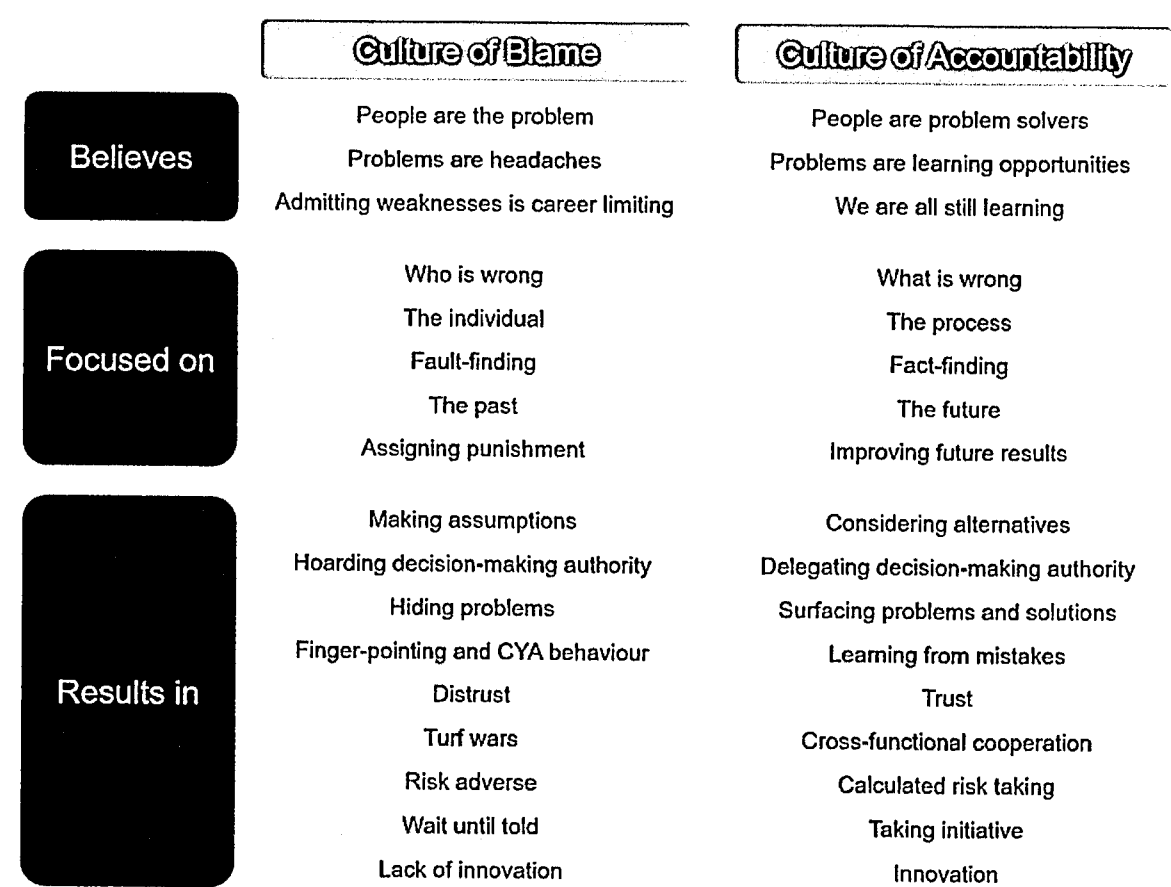 Culture of Blame
Culture of Accountability
Believes
People are the problem
People are problem solvers
Problems are headaches
Problems are learning opportunities
Admitting weaknesses is career limiting
We are all still learning
Focused on
Who is wrong
What is wrong
The individual
The process
Fault-finding
Fact-finding
The past
The future
Assigning punishment
Improving future results
Results in
Making assumptions
Considering alternatives
Hoarding decision-making authority
Delegating decision-making authority
Hiding problems
Surfacing problems and solutions
Finger-pointing and CYA behaviour
Learning from mistakes
Distrust
Trust
Turf wars
Cross-functional cooperation
Risk adverse
Calculated risk taking
Wait until told
Taking initiative
Lack of innovation
Innovation